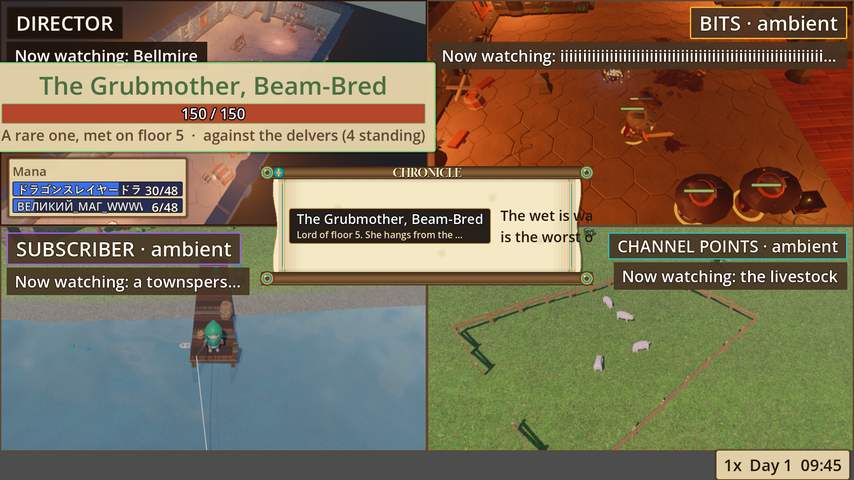 DIRECTOR
Now watching: Bellmire
BITS · ambient
Now watching: iiiiiiiiiiiiiiiiiiiiiiiiiiiiiiiiiiiiiiiiiiiiiiiiiiiiii...
The Grubmother, Beam-Bred
150 / 150
A rare one, met on floor 5 · against the delvers (4 standing)
Mana
ドラゴンスレイヤードラ 30/48
ВЕЛИКИЙ_МАГ_WWW 6/48
CHRONICLE
The Grubmother, Beam-Bred
Lord of floor 5. She hangs from the ...
The wet is wa
is the worst o
SUBSCRIBER · ambient
Now watching: a townspers...
CHANNEL POINTS · ambient
Now watching: the livestock
1x Day 1 09:45